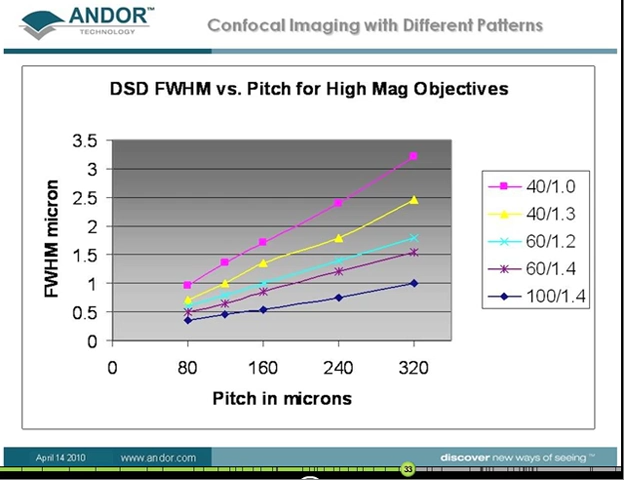 ANDOR™
TECHNOLOGY
Confocal Imaging with Different Patterns
DSD FWHM vs. Pitch for High Mag Objectives
3.5
3
2.5
2
1.5
1
0.5
0
FWHM micron
0 80 160 240 320
Pitch in microns
40/1.0
40/1.3
60/1.2
60/1.4
100/1.4
April 14 2010 www.andor.com discover new ways of seeing™
33